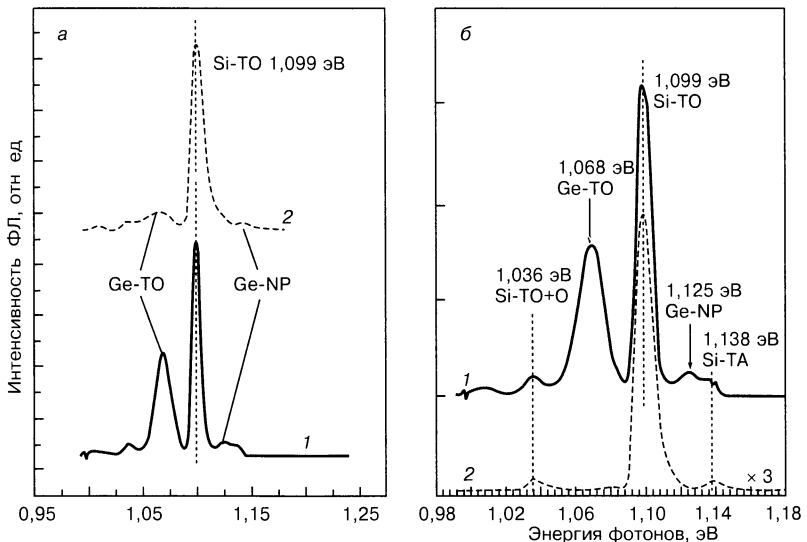 а
Si-TO 1,099 эВ
2
Ge-TO
Ge-NP
1
Интенсивность ФЛ, отн ед
0,95
1,05
1,15
1,25
б
1,099 эВ
Si-TO
1,068 эВ
Ge-TO
1,036 эВ
Si-TO+O
1,125 эВ
Ge-NP
1,138 эВ
Si-TA
1
2
× 3
0,98
1,02
1,06
1,10
1,14
1,18
Энергия фотонов, эВ